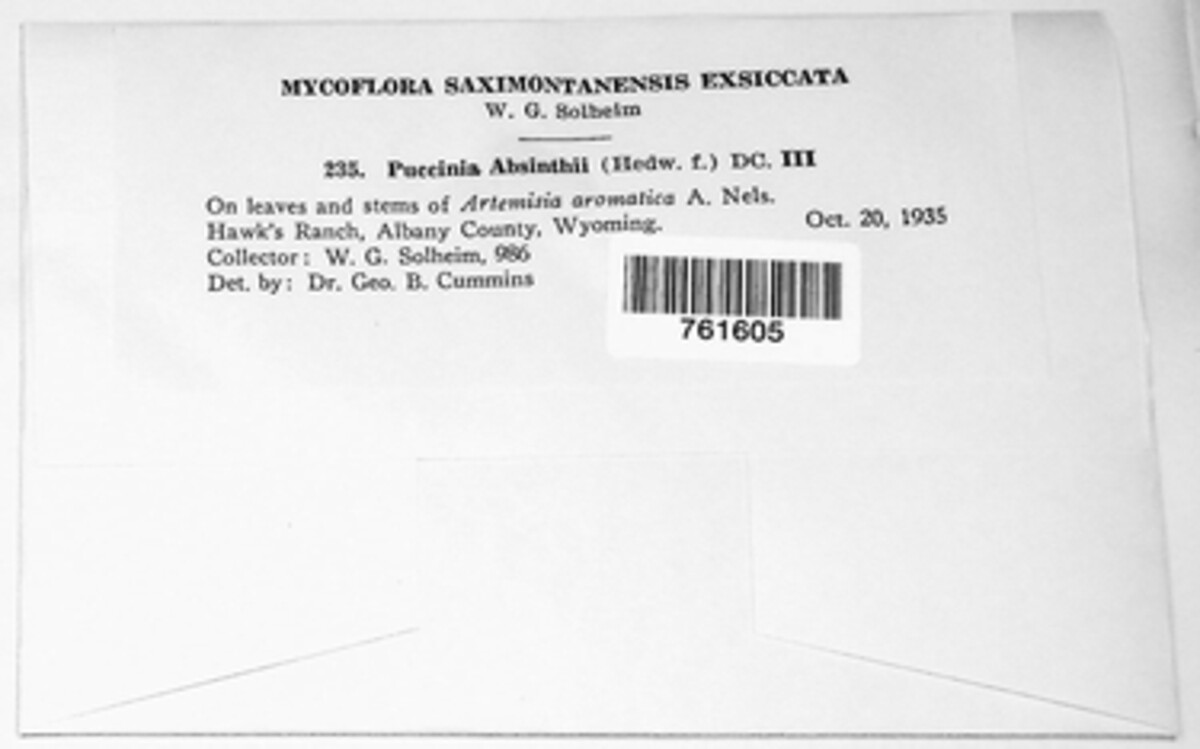 MYCOFLORA SAXIMONTANENSIS EXSICCATA
W. G. Solheim
235. Puccinia Absinthii (Hedw. f.) DC. III
On leaves and stems of Artemisia aromatica A. Nels.
Hawk's Ranch, Albany County, Wyoming. Oct. 20, 1935
Collector: W. G. Solheim, 986
Det. by: Dr. Geo. B. Cummins
761605